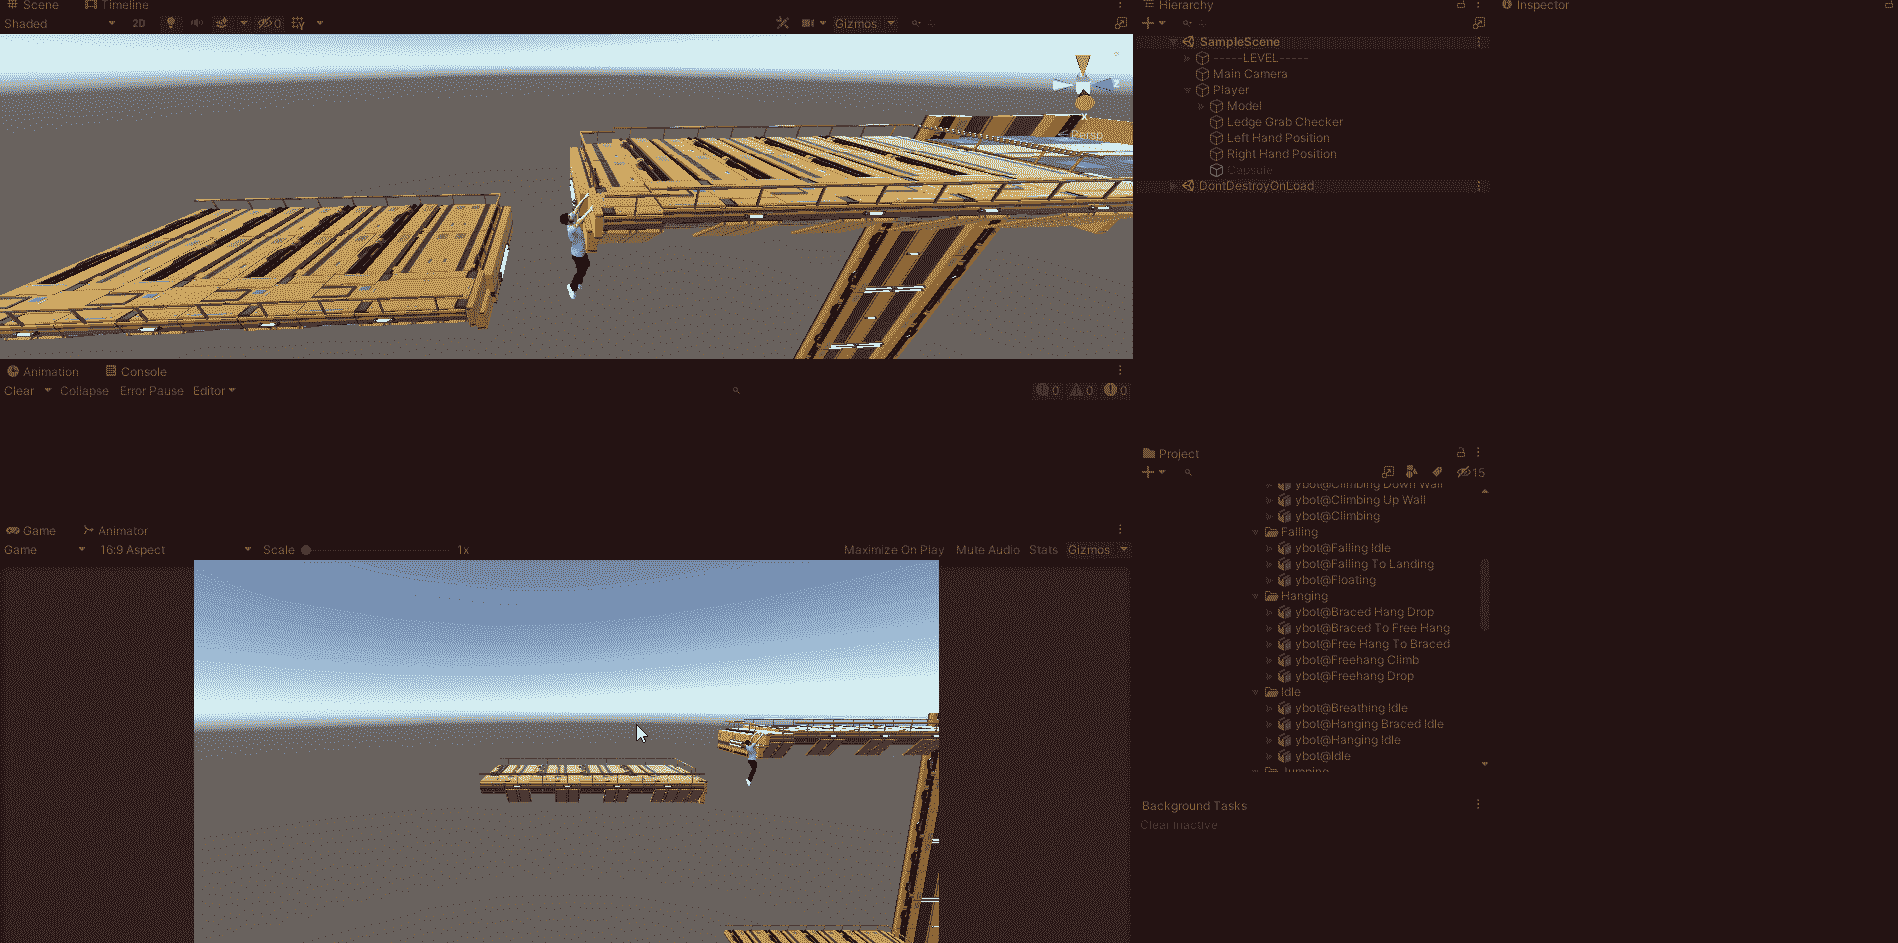 Scene Timeline
Shaded 2D 0 Gizmos
Z
X
Persp
Animation Console
Clear Collapse Error Pause Editor 0 0 0
Game Animator
Game 16:9 Aspect Scale 1x Maximize On Play Mute Audio Stats Gizmos
Hierarchy
SampleScene
-----LEVEL-----
Main Camera
Player
Model
Ledge Grab Checker
Left Hand Position
Right Hand Position
Capsule
DontDestroyOnLoad
Project
15
ybot@Climbing Down Wall
ybot@Climbing Up Wall
ybot@Climbing
Falling
ybot@Falling Idle
ybot@Falling To Landing
ybot@Floating
Hanging
ybot@Braced Hang Drop
ybot@Braced To Free Hang
ybot@Free Hang To Braced
ybot@Freehang Climb
ybot@Freehang Drop
Idle
ybot@Breathing Idle
ybot@Hanging Braced Idle
ybot@Hanging Idle
ybot@Idle
Jumping
Background Tasks
Clear Inactive
Inspector